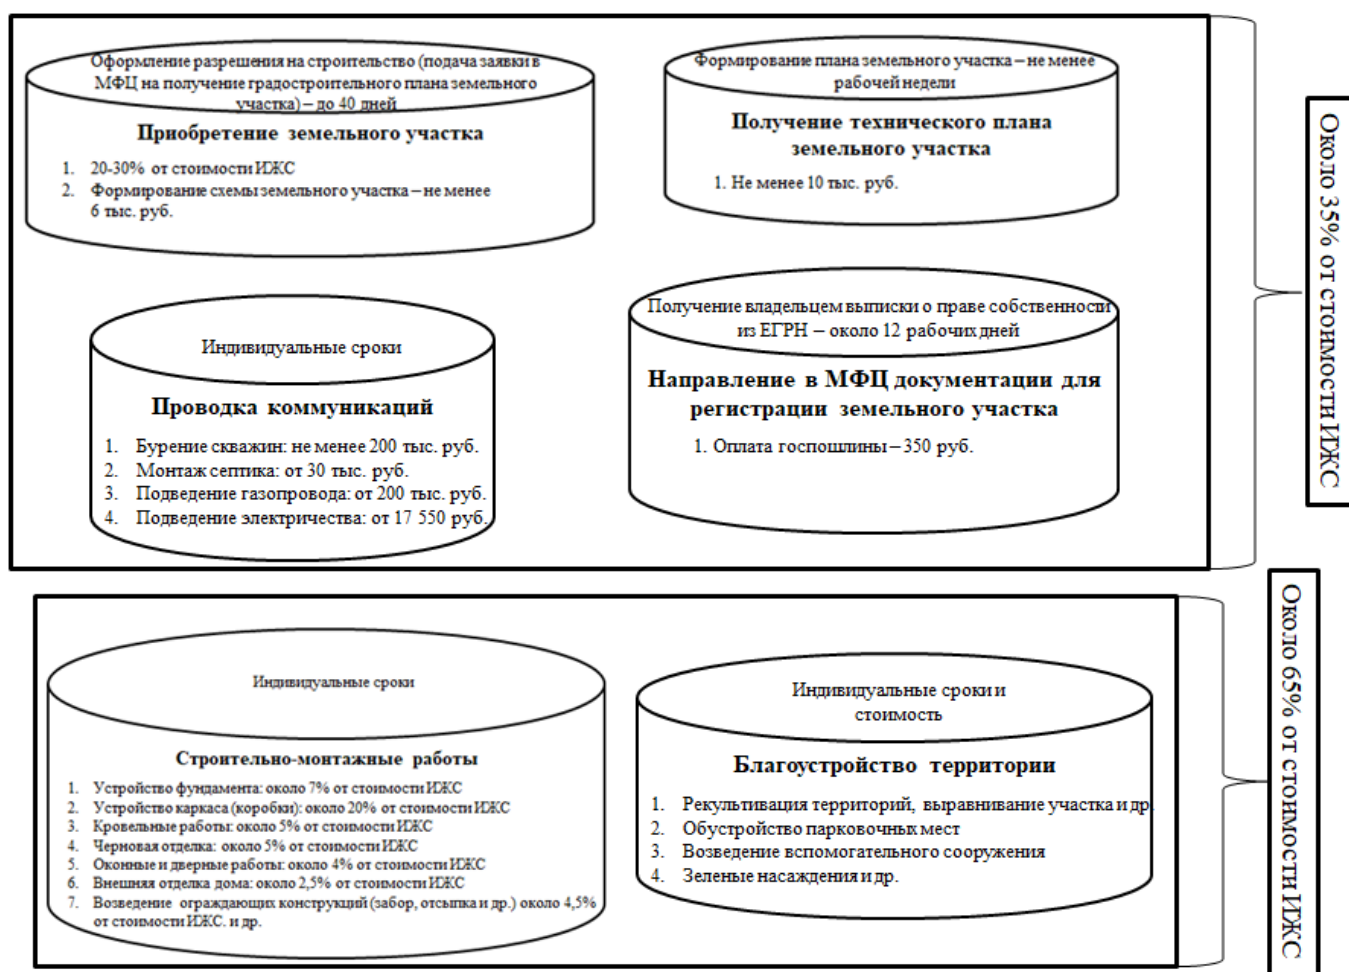 Оформление разрешения на строительство (подача заявки в
МФЦ на получение градостроительного плана земельного
участка) – до 40 дней
Приобретение земельного участка
1. 20-30% от стоимости ИЖС
2. Формирование схемы земельного участка – не менее
6 тыс. руб.
Формирование плана земельного участка – не менее
рабочей недели
Получение технического плана
земельного участка
1. Не менее 10 тыс. руб.
Индивидуальные сроки
Проводка коммуникаций
1. Бурение скважин: не менее 200 тыс. руб.
2. Монтаж септика: от 30 тыс. руб.
3. Подведение газопровода: от 200 тыс. руб.
4. Подведение электричества: от 17 550 руб.
Получение владельцем выписки о праве собственности
из ЕГРН – около 12 рабочих дней
Направление в МФЦ документации для
регистрации земельного участка
1. Оплата госпошлины – 350 руб.
Около 35% от стоимости ИЖС
Индивидуальные сроки
Строительно-монтажные работы
1. Устройство фундамента: около 7% от стоимости ИЖС
2. Устройство каркаса (коробки): около 20% от стоимости ИЖС
3. Кровельные работы: около 5% от стоимости ИЖС
4. Черновая отделка: около 5% от стоимости ИЖС
5. Оконные и дверные работы: около 4% от стоимости ИЖС
6. Внешняя отделка дома: около 2,5% от стоимости ИЖС
7. Возведение ограждающих конструкций (забор, отсыпка и др.) около 4,5%
от стоимости ИЖС. и др.
Индивидуальные сроки и
стоимость
Благоустройство территории
1. Рекультивация территорий, выравнивание участка и др.
2. Обустройство парковочных мест
3. Возведение вспомогательного сооружения
4. Зеленые насаждения и др.
Около 65% от стоимости ИЖС